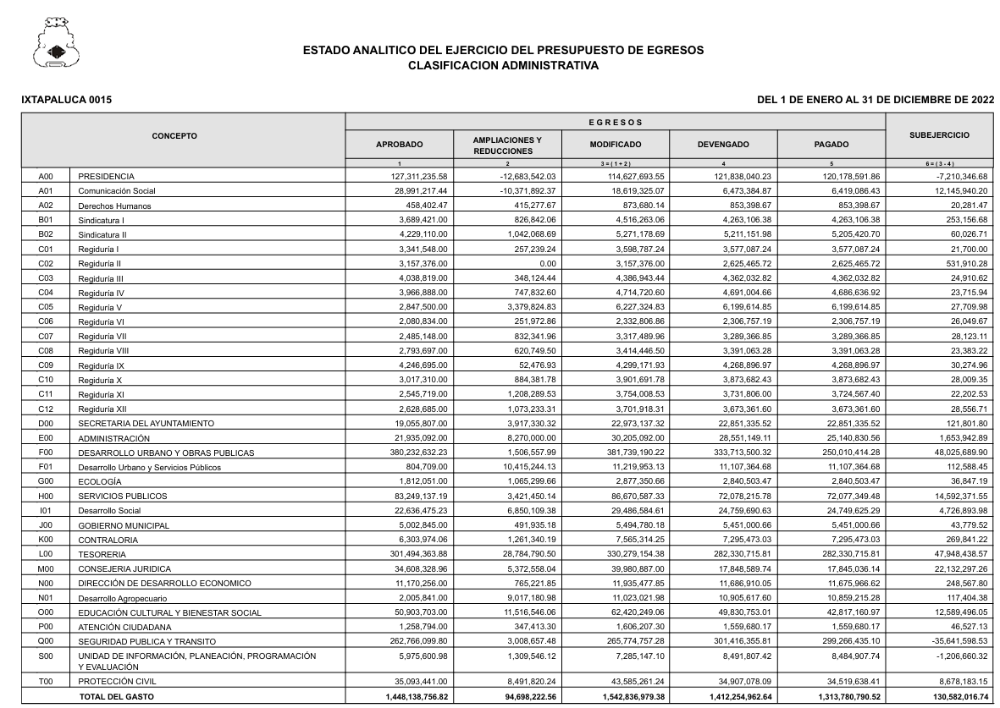 ESTADO ANALITICO DEL EJERCICIO DEL PRESUPUESTO DE EGRESOS
CLASIFICACION ADMINISTRATIVA
IXTAPALUCA 0015 DEL 1 DE ENERO AL 31 DE DICIEMBRE DE 2022
CONCEPTO E G R E S O S SUBEJERCICIO
APROBADO AMPLIACIONES Y REDUCCIONES MODIFICADO DEVENGADO PAGADO
1 2 3 = ( 1 + 2 ) 4 5 6 = ( 3 - 4 )
A00 PRESIDENCIA 127,311,235.58 -12,683,542.03 114,627,693.55 121,838,040.23 120,178,591.86 -7,210,346.68
A01 Comunicación Social 28,991,217.44 -10,371,892.37 18,619,325.07 6,473,384.87 6,419,086.43 12,145,940.20
A02 Derechos Humanos 458,402.47 415,277.67 873,680.14 853,398.67 853,398.67 20,281.47
B01 Sindicatura I 3,689,421.00 826,842.06 4,516,263.06 4,263,106.38 4,263,106.38 253,156.68
B02 Sindicatura II 4,229,110.00 1,042,068.69 5,271,178.69 5,211,151.98 5,205,420.70 60,026.71
C01 Regiduría I 3,341,548.00 257,239.24 3,598,787.24 3,577,087.24 3,577,087.24 21,700.00
C02 Regiduría II 3,157,376.00 0.00 3,157,376.00 2,625,465.72 2,625,465.72 531,910.28
C03 Regiduría III 4,038,819.00 348,124.44 4,386,943.44 4,362,032.82 4,362,032.82 24,910.62
C04 Regiduría IV 3,966,888.00 747,832.60 4,714,720.60 4,691,004.66 4,686,636.92 23,715.94
C05 Regiduría V 2,847,500.00 3,379,824.83 6,227,324.83 6,199,614.85 6,199,614.85 27,709.98
C06 Regiduría VI 2,080,834.00 251,972.86 2,332,806.86 2,306,757.19 2,306,757.19 26,049.67
C07 Regiduría VII 2,485,148.00 832,341.96 3,317,489.96 3,289,366.85 3,289,366.85 28,123.11
C08 Regiduría VIII 2,793,697.00 620,749.50 3,414,446.50 3,391,063.28 3,391,063.28 23,383.22
C09 Regiduría IX 4,246,695.00 52,476.93 4,299,171.93 4,268,896.97 4,268,896.97 30,274.96
C10 Regiduría X 3,017,310.00 884,381.78 3,901,691.78 3,873,682.43 3,873,682.43 28,009.35
C11 Regiduría XI 2,545,719.00 1,208,289.53 3,754,008.53 3,731,806.00 3,724,567.40 22,202.53
C12 Regiduría XII 2,628,685.00 1,073,233.31 3,701,918.31 3,673,361.60 3,673,361.60 28,556.71
D00 SECRETARIA DEL AYUNTAMIENTO 19,055,807.00 3,917,330.32 22,973,137.32 22,851,335.52 22,851,335.52 121,801.80
E00 ADMINISTRACIÓN 21,935,092.00 8,270,000.00 30,205,092.00 28,551,149.11 25,140,830.56 1,653,942.89
F00 DESARROLLO URBANO Y OBRAS PUBLICAS 380,232,632.23 1,506,557.99 381,739,190.22 333,713,500.32 250,010,414.28 48,025,689.90
F01 Desarrollo Urbano y Servicios Públicos 804,709.00 10,415,244.13 11,219,953.13 11,107,364.68 11,107,364.68 112,588.45
G00 ECOLOGÍA 1,812,051.00 1,065,299.66 2,877,350.66 2,840,503.47 2,840,503.47 36,847.19
H00 SERVICIOS PUBLICOS 83,249,137.19 3,421,450.14 86,670,587.33 72,078,215.78 72,077,349.48 14,592,371.55
I01 Desarrollo Social 22,636,475.23 6,850,109.38 29,486,584.61 24,759,690.63 24,749,625.29 4,726,893.98
J00 GOBIERNO MUNICIPAL 5,002,845.00 491,935.18 5,494,780.18 5,451,000.66 5,451,000.66 43,779.52
K00 CONTRALORIA 6,303,974.06 1,261,340.19 7,565,314.25 7,295,473.03 7,295,473.03 269,841.22
L00 TESORERIA 301,494,363.88 28,784,790.50 330,279,154.38 282,330,715.81 282,330,715.81 47,948,438.57
M00 CONSEJERIA JURIDICA 34,608,328.96 5,372,558.04 39,980,887.00 17,848,589.74 17,845,036.14 22,132,297.26
N00 DIRECCIÓN DE DESARROLLO ECONOMICO 11,170,256.00 765,221.85 11,935,477.85 11,686,910.05 11,675,966.62 248,567.80
N01 Desarrollo Agropecuario 2,005,841.00 9,017,180.98 11,023,021.98 10,905,617.60 10,859,215.28 117,404.38
O00 EDUCACIÓN CULTURAL Y BIENESTAR SOCIAL 50,903,703.00 11,516,546.06 62,420,249.06 49,830,753.01 42,817,160.97 12,589,496.05
P00 ATENCIÓN CIUDADANA 1,258,794.00 347,413.30 1,606,207.30 1,559,680.17 1,559,680.17 46,527.13
Q00 SEGURIDAD PUBLICA Y TRANSITO 262,766,099.80 3,008,657.48 265,774,757.28 301,416,355.81 299,266,435.10 -35,641,598.53
S00 UNIDAD DE INFORMACIÓN, PLANEACIÓN, PROGRAMACIÓN 5,975,600.98 1,309,546.12 7,285,147.10 8,491,807.42 8,484,907.74 -1,206,660.32
Y EVALUACIÓN
T00 PROTECCIÓN CIVIL 35,093,441.00 8,491,820.24 43,585,261.24 34,907,078.09 34,519,638.41 8,678,183.15
TOTAL DEL GASTO 1,448,138,756.82 94,698,222.56 1,542,836,979.38 1,412,254,962.64 1,313,780,790.52 130,582,016.74